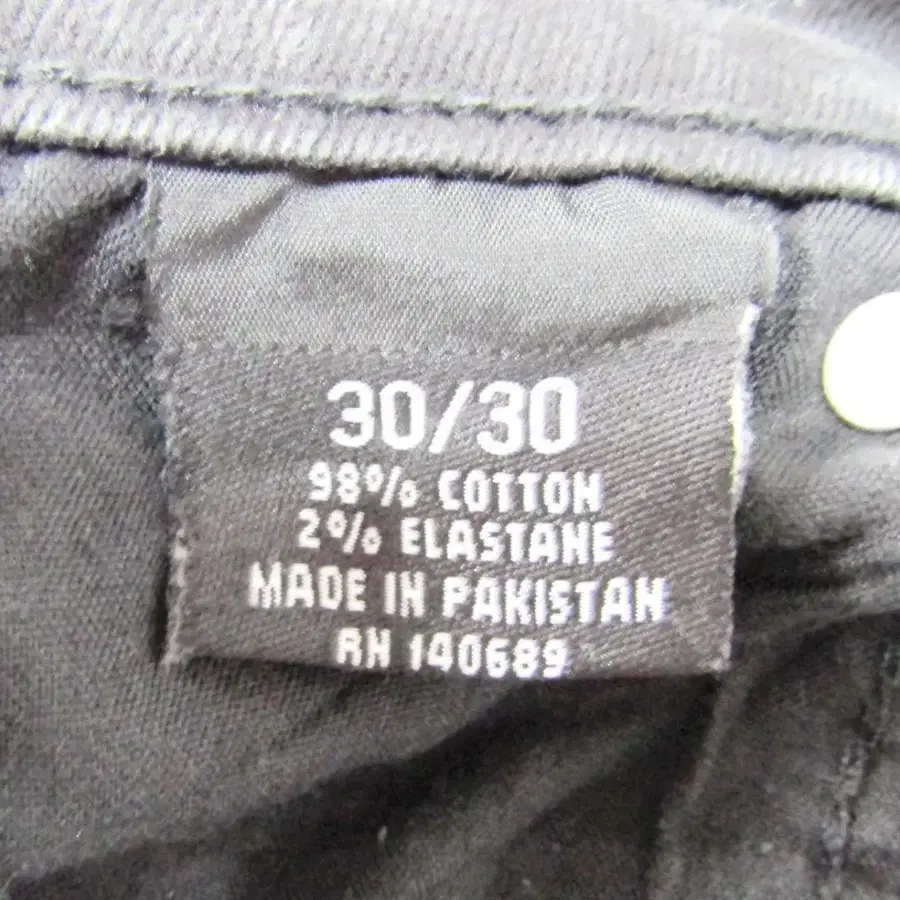 30/30
98% COTTON
2% ELASTANE
MADE IN PAKISTAN
RN 140689